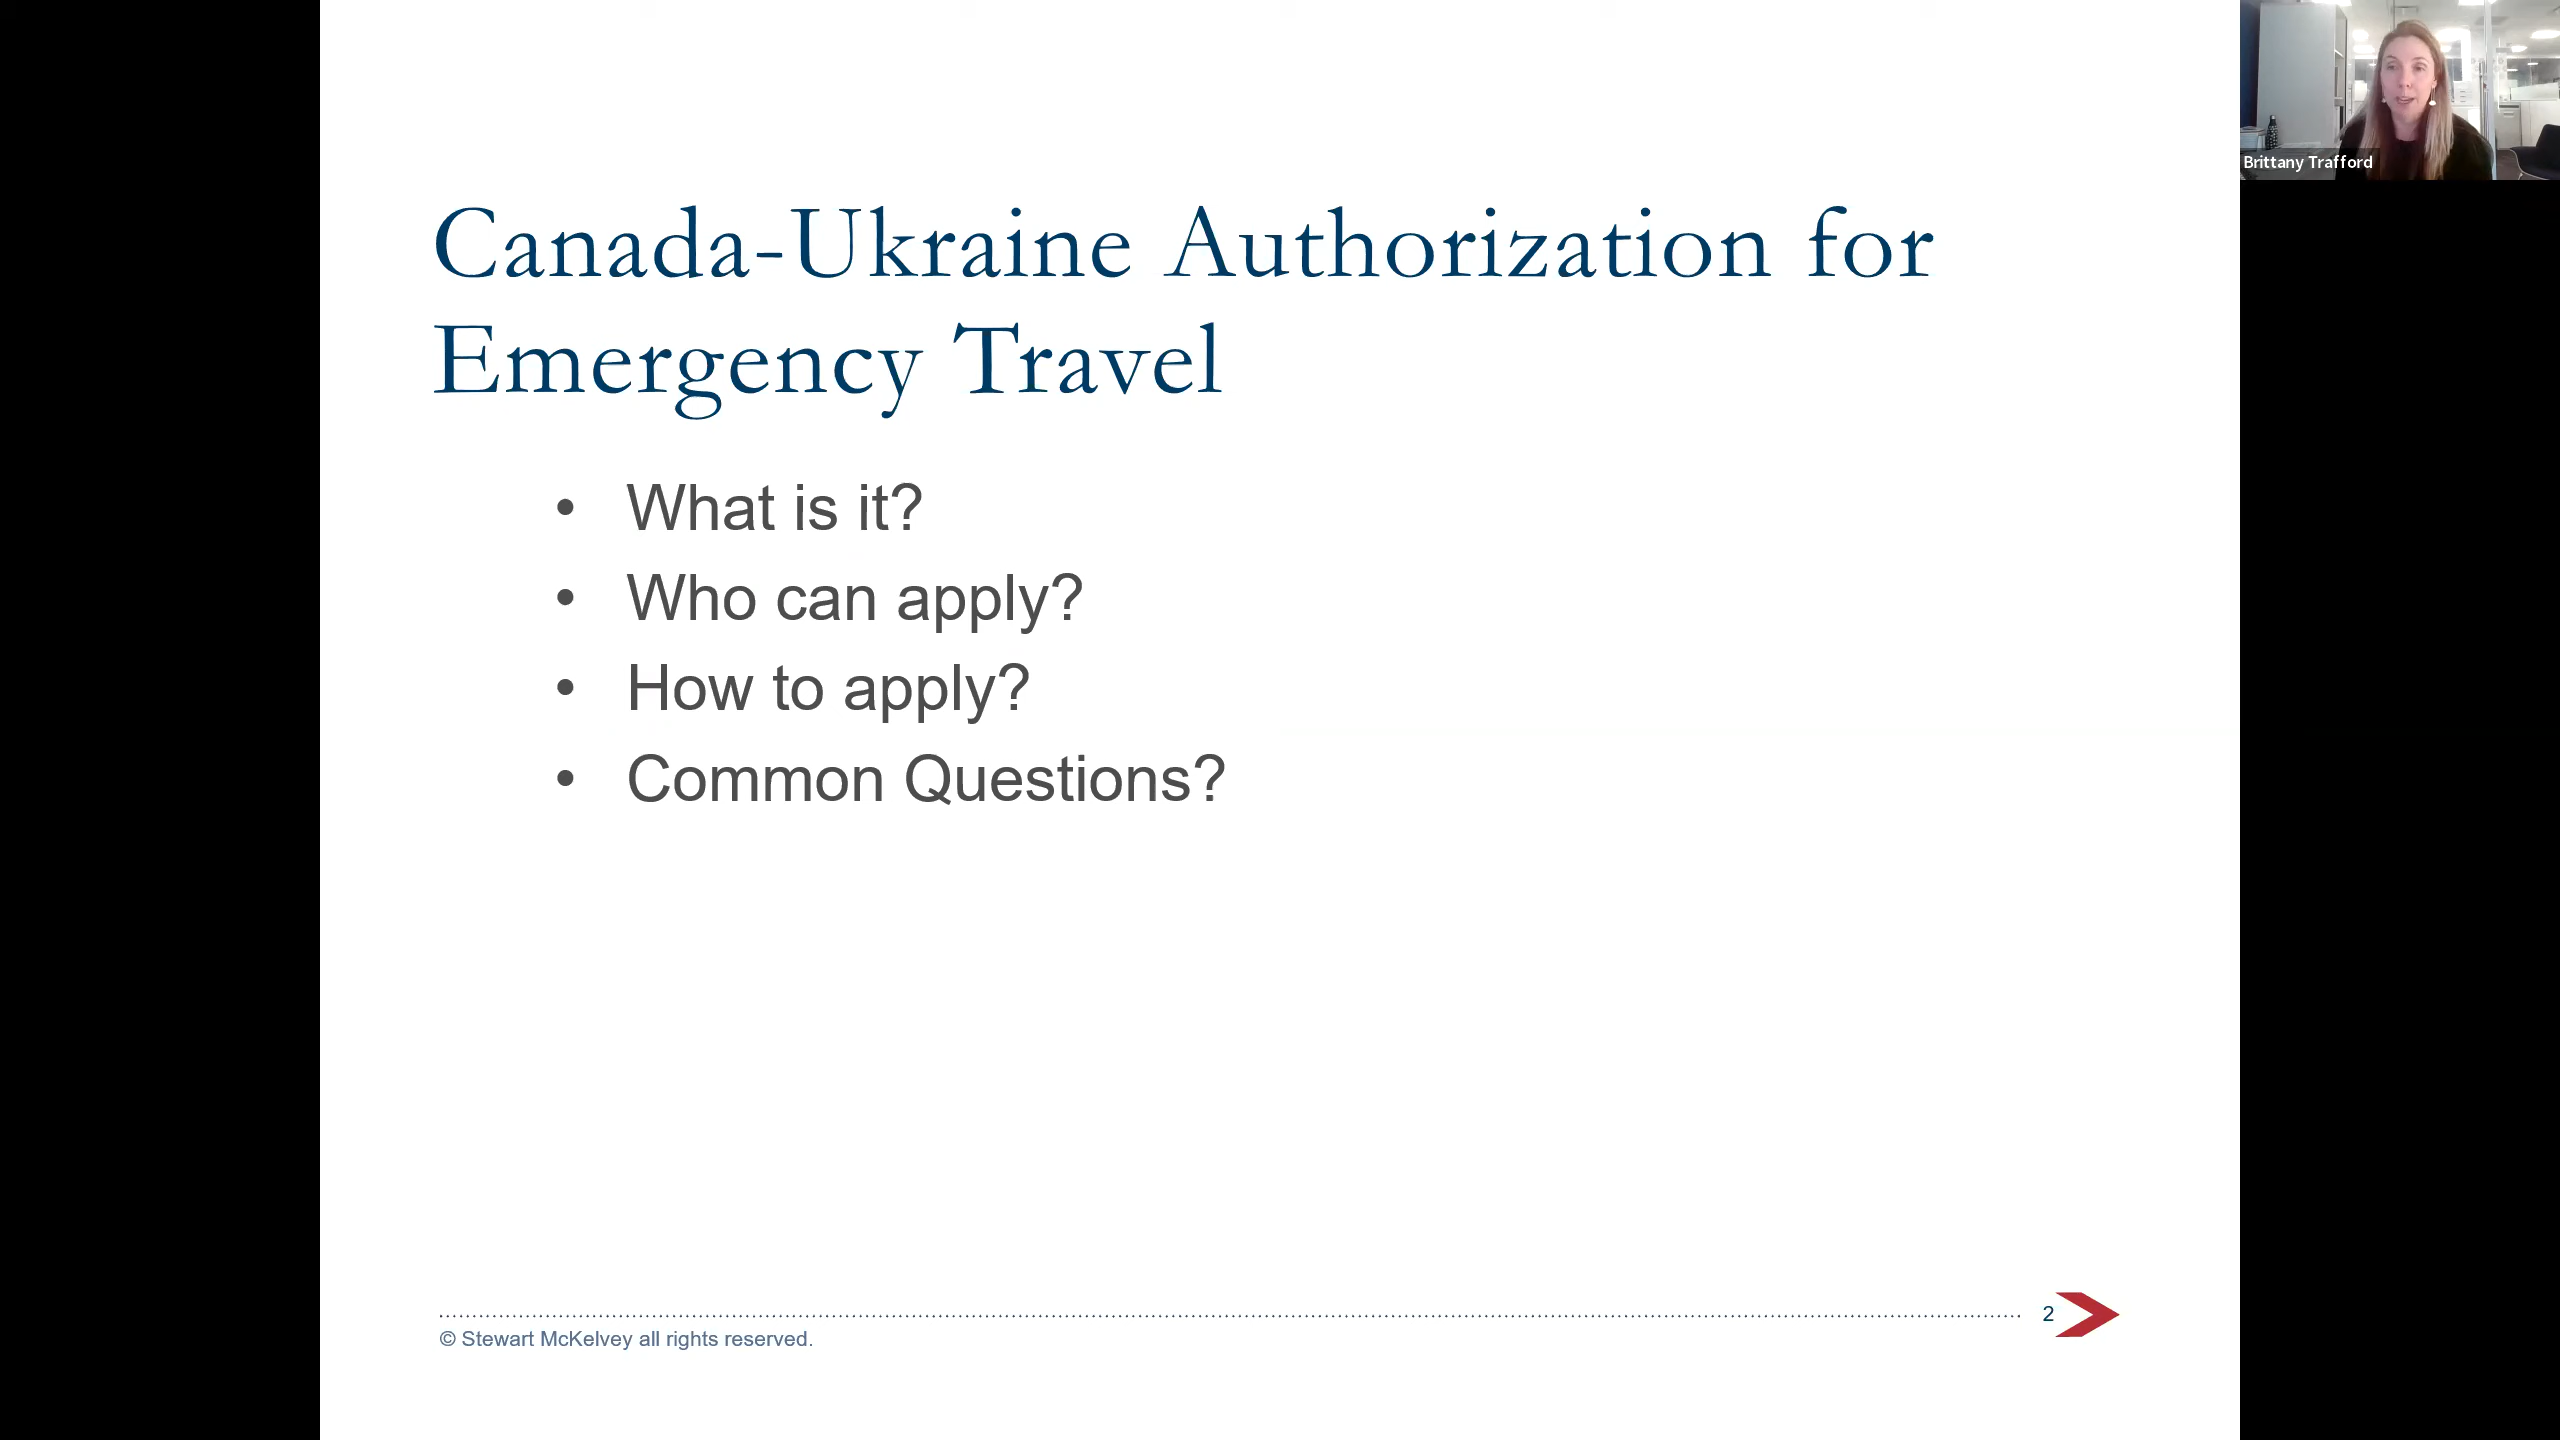 Brittany Trafford
Canada-Ukraine Authorization for
Emergency Travel
• What is it?
• Who can apply?
• How to apply?
• Common Questions?
2
© Stewart McKelvey all rights reserved.